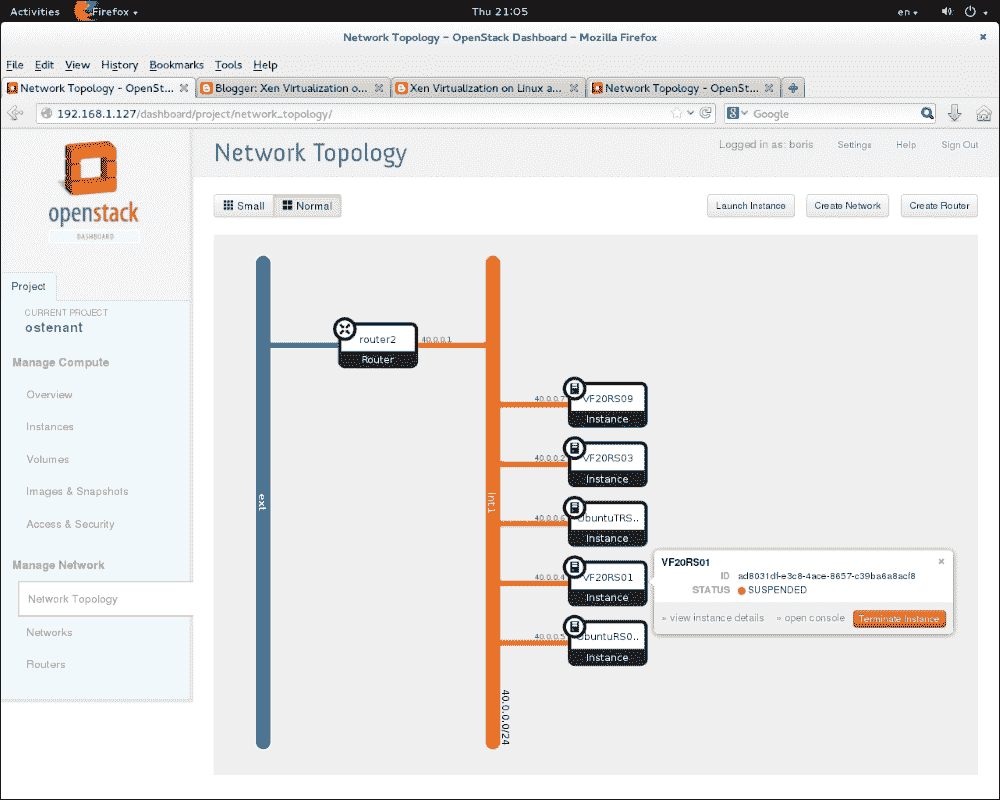 Activities Firefox Thu 21:05 en
Network Topology - OpenStack Dashboard - Mozilla Firefox
File Edit View History Bookmarks Tools Help
Network Topology - OpenSt... Blogger: Xen Virtualization o... Xen Virtualization on Linux a... Network Topology - OpenSt...
192.168.1.127/dashboard/project/network_topology/ Google
openstack
DASHBOARD
Network Topology
Logged in as: boris Settings Help Sign Out
Small Normal Launch Instance Create Network Create Router
Project
CURRENT PROJECT
ostenant
Manage Compute
Overview
Instances
Volumes
Images & Snapshots
Access & Security
Manage Network
Network Topology
Networks
Routers
ext
router2
Router
40.0.0.1
int1
40.0.0.0/24
40.0.0.7 VF20RS09
Instance
40.0.0.2 VF20RS03
Instance
40.0.0.6 UbuntuTRS..
Instance
40.0.0.4 VF20RS01
Instance
40.0.0.5 UbuntuRS0..
Instance
VF20RS01
ID ad8031df-e3c8-4ace-8657-c39ba6a8acf8
STATUS SUSPENDED
» view instance details » open console Terminate Instance